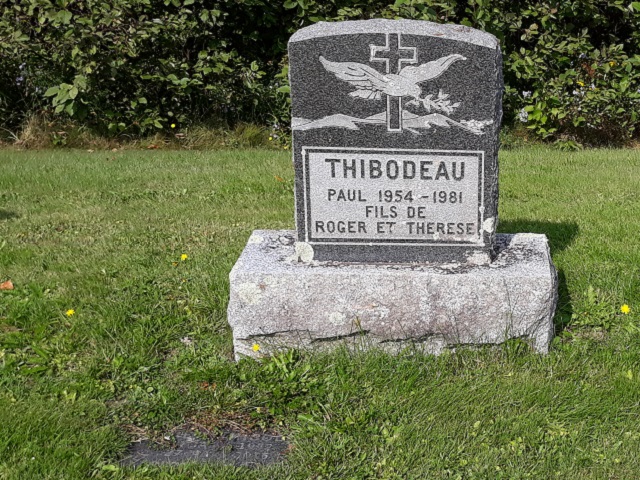 THIBODEAU
PAUL 1954 - 1981
FILS DE
ROGER ET THERESE